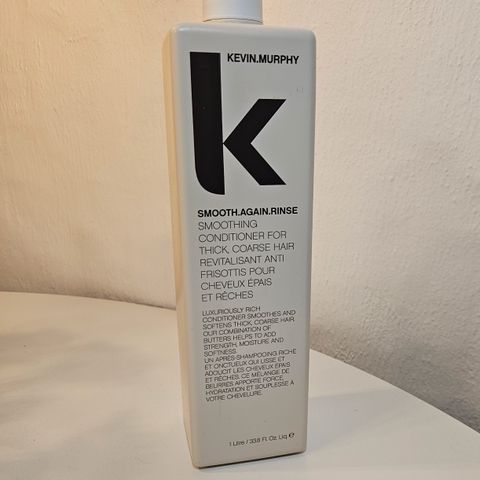 KEVIN.MURPHY
k
SMOOTH.AGAIN.RINSE
SMOOTHING
CONDITIONER FOR
THICK, COARSE HAIR
REVITALISANT ANTI
FRISOTTIS POUR
CHEVEUX ÉPAIS
ET RÊCHES
LUXURIOUSLY RICH
CONDITIONER SMOOTHES AND
SOFTENS THICK, COARSE HAIR.
OUR COMBINATION OF
BUTTERS HELPS TO ADD
STRENGTH, MOISTURE AND
SOFTNESS.
UN APRÈS-SHAMPOOING RICHE
ET ONCTUEUX QUI LISSE ET
ADOUCIT LES CHEVEUX ÉPAIS
ET RÊCHES. CE MÉLANGE DE
BEURRES APPORTE FORCE,
HYDRATATION ET SOUPLESSE À
VOTRE CHEVELURE.
1 Litre / 33.8 Fl. Oz. Liq. ℮